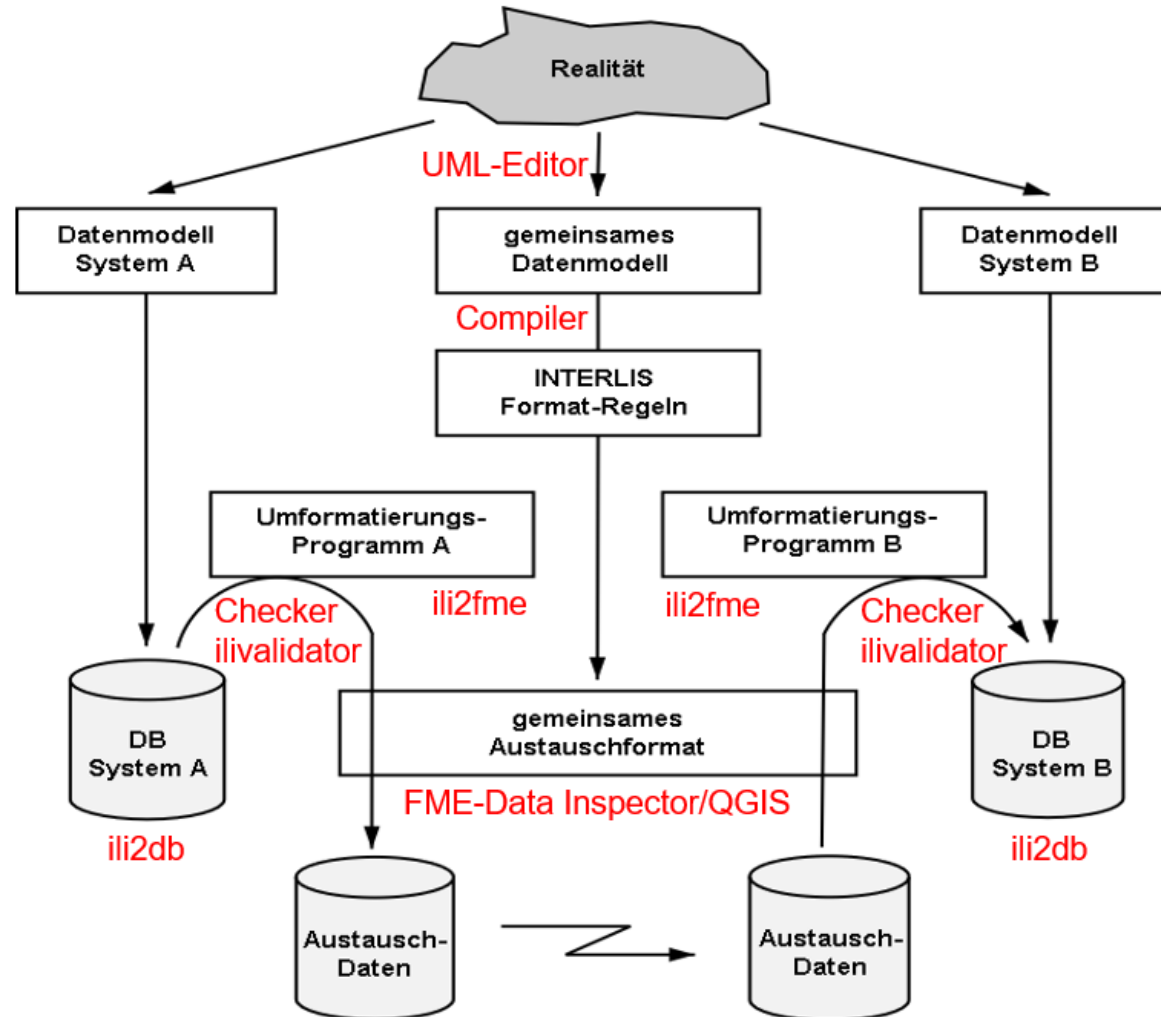 Realität
UML-Editor
Datenmodell
System A
gemeinsames
Datenmodell
Datenmodell
System B
Compiler
INTERLIS
Format-Regeln
Umformatierungs-
Programm A
Umformatierungs-
Programm B
ili2fme
ili2fme
Checker
ilivalidator
Checker
ilivalidator
DB
System A
gemeinsames
Austauschformat
DB
System B
FME-Data Inspector/QGIS
ili2db
ili2db
Austausch-
Daten
Austausch-
Daten